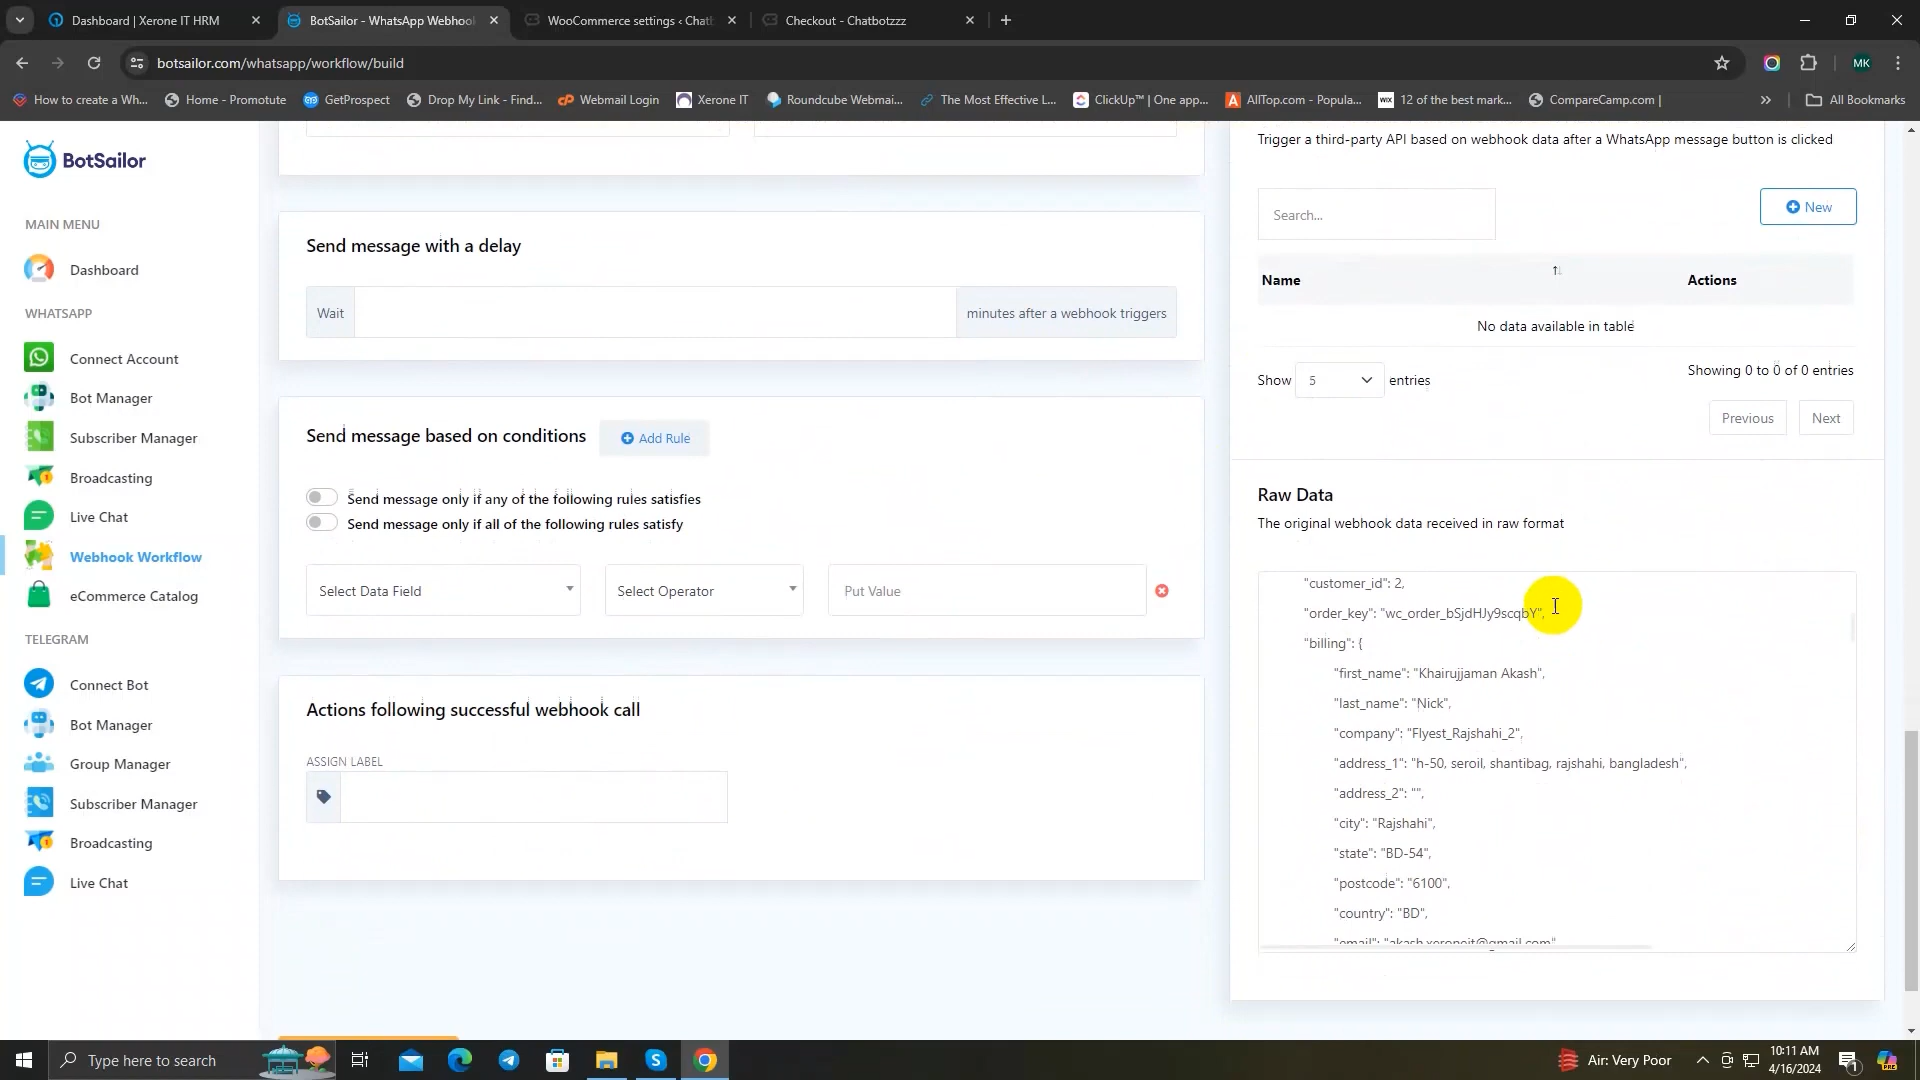 Dashboard | Xerone IT HRM
BotSailor - WhatsApp Webhook
WooCommerce settings ‹ Chatb
Checkout - Chatbotzzz
botsailor.com/whatsapp/workflow/build
MK
How to create a Wh...
Home - Promotute
GetProspect
Drop My Link - Find...
Webmail Login
Xerone IT
Roundcube Webmai...
The Most Effective L...
ClickUp™ | One app...
AllTop.com - Popula...
WIX
12 of the best mark...
CompareCamp.com |
All Bookmarks
BotSailor
MAIN MENU
Dashboard
WHATSAPP
Connect Account
Bot Manager
Subscriber Manager
Broadcasting
Live Chat
Webhook Workflow
eCommerce Catalog
TELEGRAM
Connect Bot
Bot Manager
Group Manager
Subscriber Manager
Broadcasting
Live Chat
Send message with a delay
Wait
minutes after a webhook triggers
Send message based on conditions
Add Rule
Send message only if any of the following rules satisfies
Send message only if all of the following rules satisfy
Select Data Field
Select Operator
Put Value
Actions following successful webhook call
ASSIGN LABEL
Trigger a third-party API based on webhook data after a WhatsApp message button is clicked
Search...
New
Name
Actions
No data available in table
Show 5 entries
Showing 0 to 0 of 0 entries
Previous
Next
Raw Data
The original webhook data received in raw format
"customer_id": 2,
"order_key": "wc_order_bSjdHJy9scqbY",
"billing": {
"first_name": "Khairujjaman Akash",
"last_name": "Nick",
"company": "Flyest_Rajshahi_2",
"address_1": "h-50, seroil, shantibag, rajshahi, bangladesh",
"address_2": "",
"city": "Rajshahi",
"state": "BD-54",
"postcode": "6100",
"country": "BD",
"email": "akash.xeroneit@gmail.com"
Type here to search
Air: Very Poor
10:11 AM
4/16/2024
1